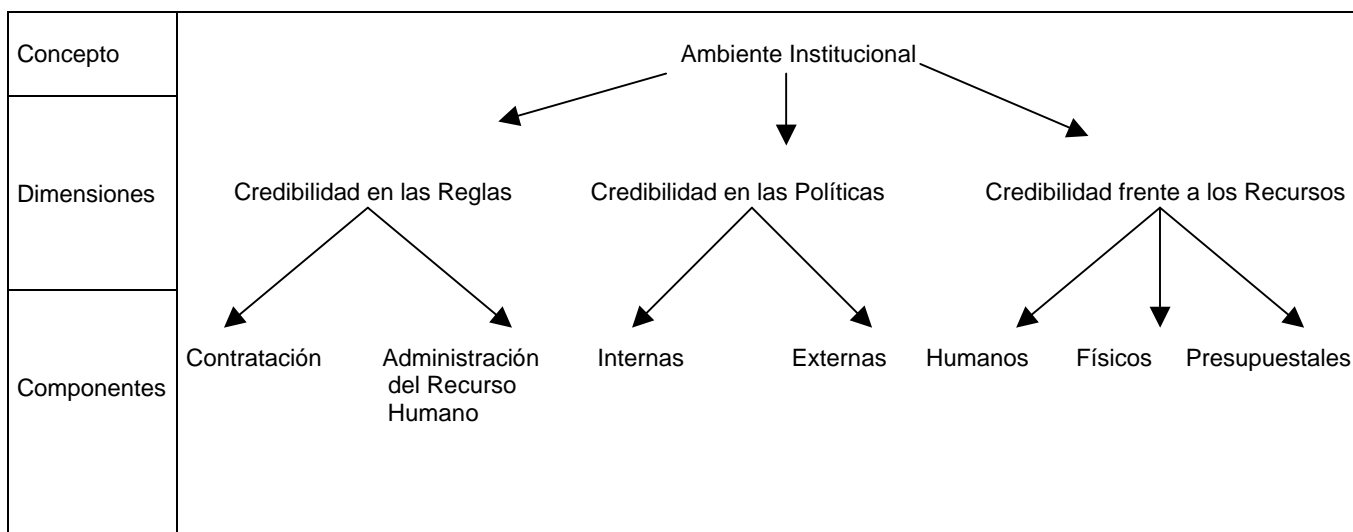 Concepto
Ambiente Institucional
Dimensiones
Credibilidad en las Reglas
Credibilidad en las Políticas
Credibilidad frente a los Recursos
Componentes
Contratación
Administración
del Recurso
Humano
Internas
Externas
Humanos
Físicos
Presupuestales